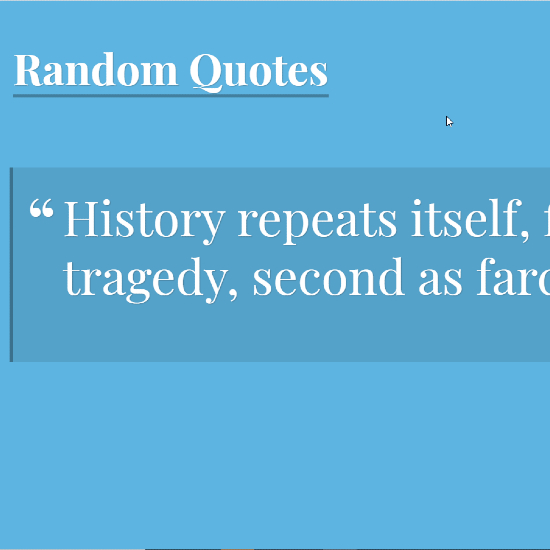 Random Quotes
“ History repeats itself,
tragedy, second as